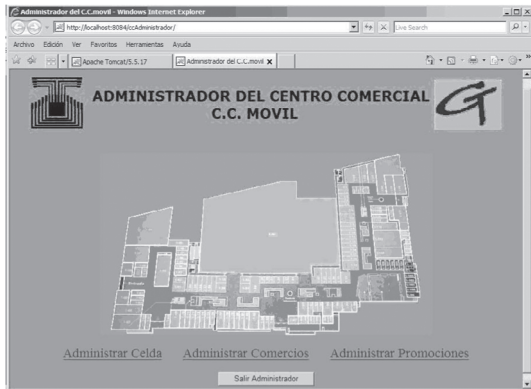 Administrador del C.C.movil - Windows Internet Explorer
http://localhost:8084/ccAdministrador/
Live Search
Archivo Edición Ver Favoritos Herramientas Ayuda
Apache Tomcat/5.5.17
Administrador del C.C.movil
ADMINISTRADOR DEL CENTRO COMERCIAL
C.C. MOVIL
Administrar Celda Administrar Comercios Administrar Promociones
Salir Administrador